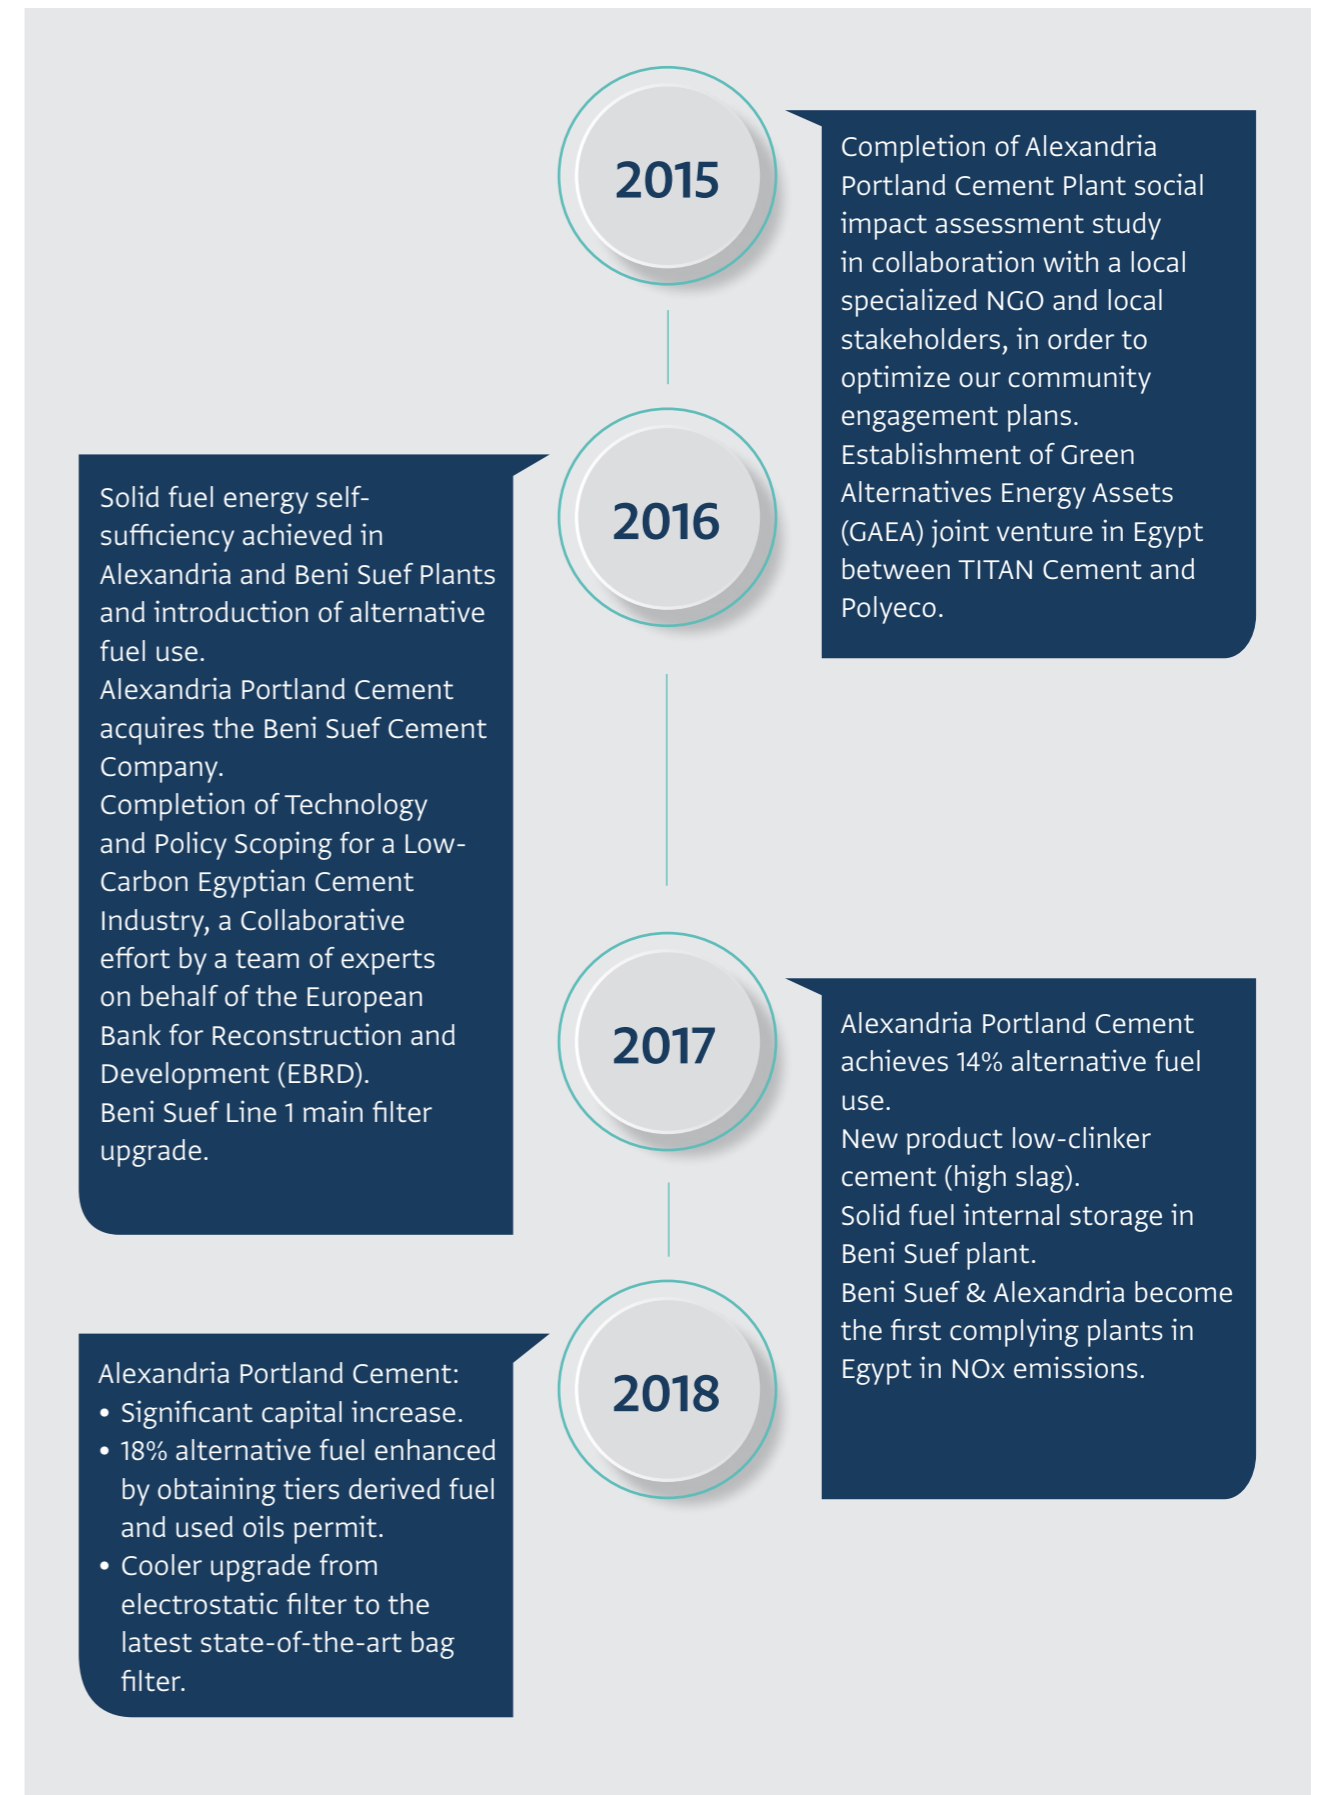 2015
Completion of Alexandria
Portland Cement Plant social
impact assessment study
in collaboration with a local
specialized NGO and local
stakeholders, in order to
optimize our community
engagement plans.
Establishment of Green
Alternatives Energy Assets
(GAEA) joint venture in Egypt
between TITAN Cement and
Polyeco.
2016
Solid fuel energy self-
sufficiency achieved in
Alexandria and Beni Suef Plants
and introduction of alternative
fuel use.
Alexandria Portland Cement
acquires the Beni Suef Cement
Company.
Completion of Technology
and Policy Scoping for a Low-
Carbon Egyptian Cement
Industry, a Collaborative
effort by a team of experts
on behalf of the European
Bank for Reconstruction and
Development (EBRD).
Beni Suef Line 1 main filter
upgrade.
2017
Alexandria Portland Cement
achieves 14% alternative fuel
use.
New product low-clinker
cement (high slag).
Solid fuel internal storage in
Beni Suef plant.
Beni Suef & Alexandria become
the first complying plants in
Egypt in NOx emissions.
2018
Alexandria Portland Cement:
• Significant capital increase.
• 18% alternative fuel enhanced
by obtaining tiers derived fuel
and used oils permit.
• Cooler upgrade from
electrostatic filter to the
latest state-of-the-art bag
filter.